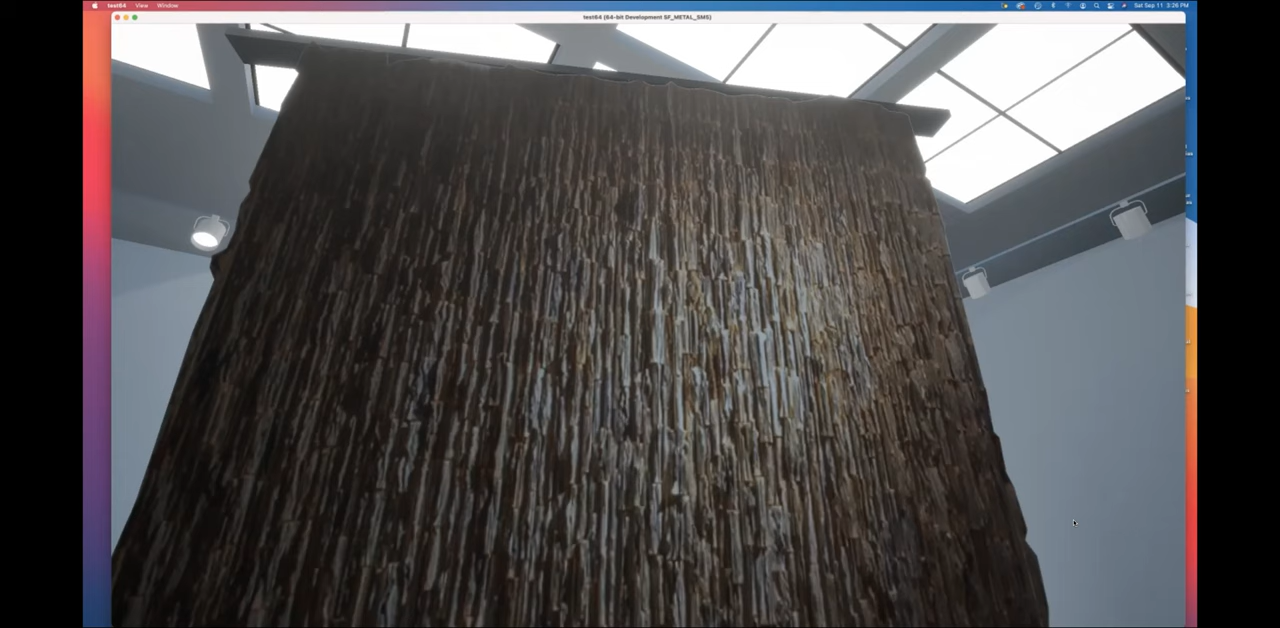 test64 View Window
Sat Sep 11 3:26 PM
test64 (64-bit Development SF_METAL_SM5)